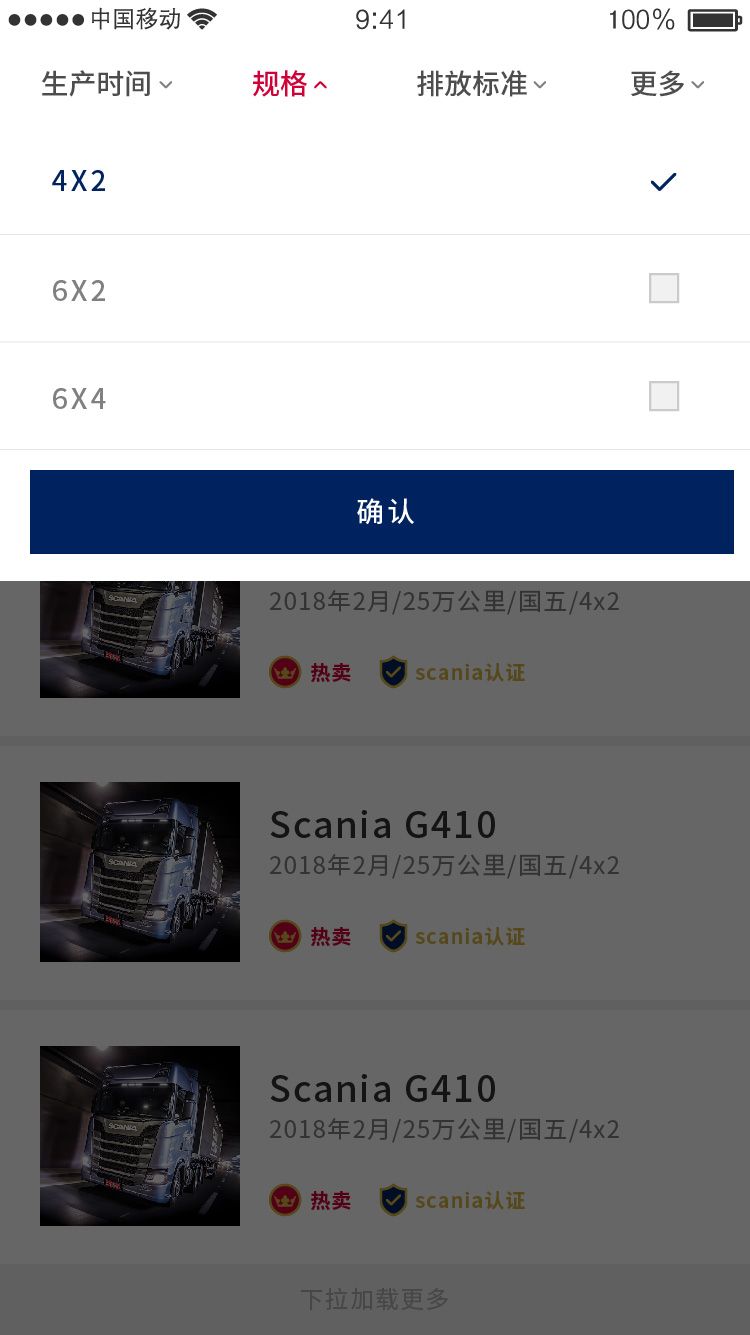 中国移动 9:41 100%
生产时间 规格 排放标准 更多
4X2
6X2
6X4
确认
SCANIA
2018年2月/25万公里/国五/4x2
热卖 scania认证
Scania G410
SCANIA
2018年2月/25万公里/国五/4x2
热卖 scania认证
Scania G410
SCANIA
2018年2月/25万公里/国五/4x2
热卖 scania认证
下拉加载更多